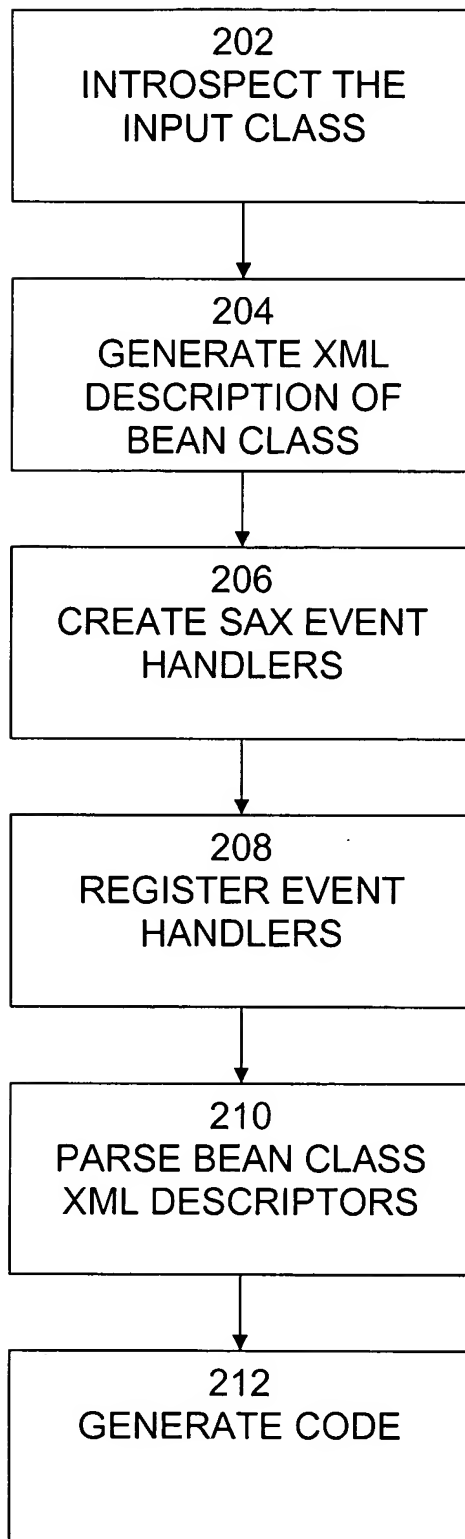 202
INTROSPECT THE
INPUT CLASS
204
GENERATE XML
DESCRIPTION OF
BEAN CLASS
206
CREATE SAX EVENT
HANDLERS
208
REGISTER EVENT
HANDLERS
210
PARSE BEAN CLASS
XML DESCRIPTORS
212
GENERATE CODE